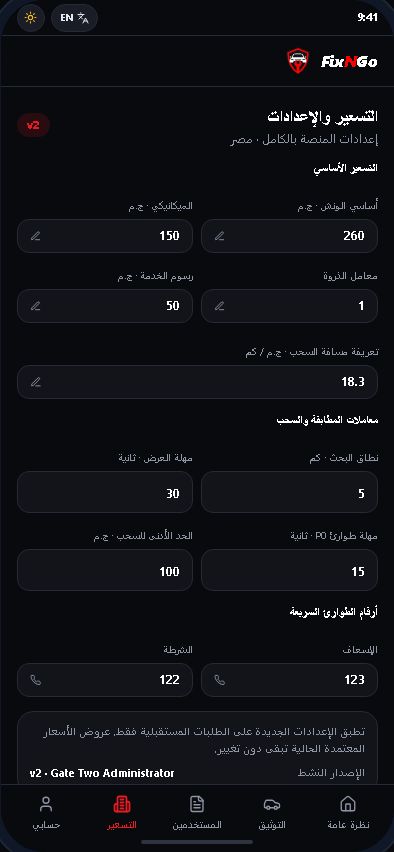 9:41
EN
FixNGo
التسعير والإعدادات
v2
إعدادات المنصة بالكامل · مصر
التسعير الأساسي
أساسي الونش · ج.م
الميكانيكي · ج.م
260
150
معامل الذروة
رسوم الخدمة · ج.م
1
50
تعريفة مسافة السحب · ج.م / كم
18.3
معاملات المطابقة والسحب
نطاق البحث · كم
مهلة العرض · ثانية
5
30
مهلة طوارئ P0 · ثانية
الحد الأدنى للسحب · ج.م
15
100
أرقام الطوارئ السريعة
الإسعاف
الشرطة
123
122
تطبق الإعدادات الجديدة على الطلبات المستقبلية فقط. عروض الأسعار
المعتمدة الحالية تبقى دون تغيير.
الإصدار النشط
v2 · Gate Two Administrator
نظرة عامة
التوثيق
المستخدمين
التسعير
حسابي